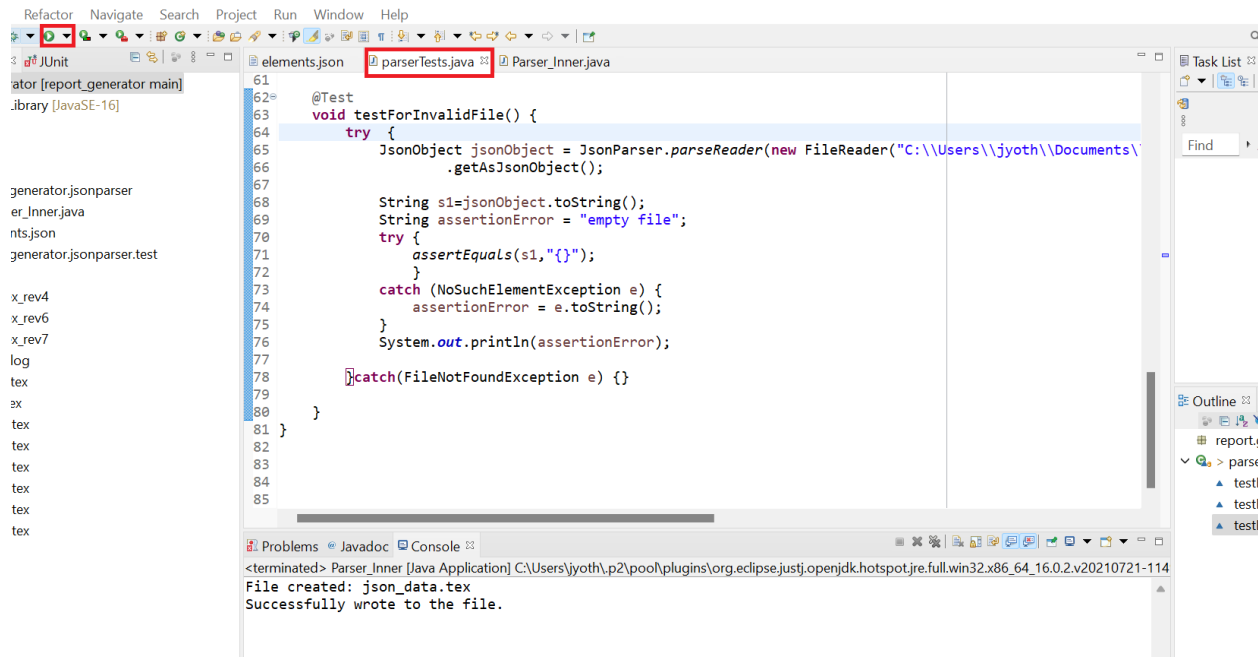 Refactor Navigate Search Project Run Window Help
JUnit
ator [report_generator main]
ibrary [JavaSE-16]
generator.jsonparser
er_Inner.java
nts.json
generator.jsonparser.test
x_rev4
x_rev6
x_rev7
log
tex
ex
tex
tex
tex
tex
tex
tex
elements.json parserTests.java Parser_Inner.java
61
62 @Test
63 void testForInvalidFile() {
64 try {
65 JsonObject jsonObject = JsonParser.parseReader(new FileReader("C:\\Users\\jyoth\\Documents\
66 .getAsJsonObject();
67
68 String s1=jsonObject.toString();
69 String assertionError = "empty file";
70 try {
71 assertEquals(s1,"{}");
72 }
73 catch (NoSuchElementException e) {
74 assertionError = e.toString();
75 }
76 System.out.println(assertionError);
77
78 }catch(FileNotFoundException e) {}
79
80 }
81 }
82
83
84
85
Problems Javadoc Console
<terminated> Parser_Inner [Java Application] C:\Users\jyoth\.p2\pool\plugins\org.eclipse.justj.openjdk.hotspot.jre.full.win32.x86_64_16.0.2.v20210721-114
File created: json_data.tex
Successfully wrote to the file.
Task List
Find
Outline
report.
> parse
test
test
test